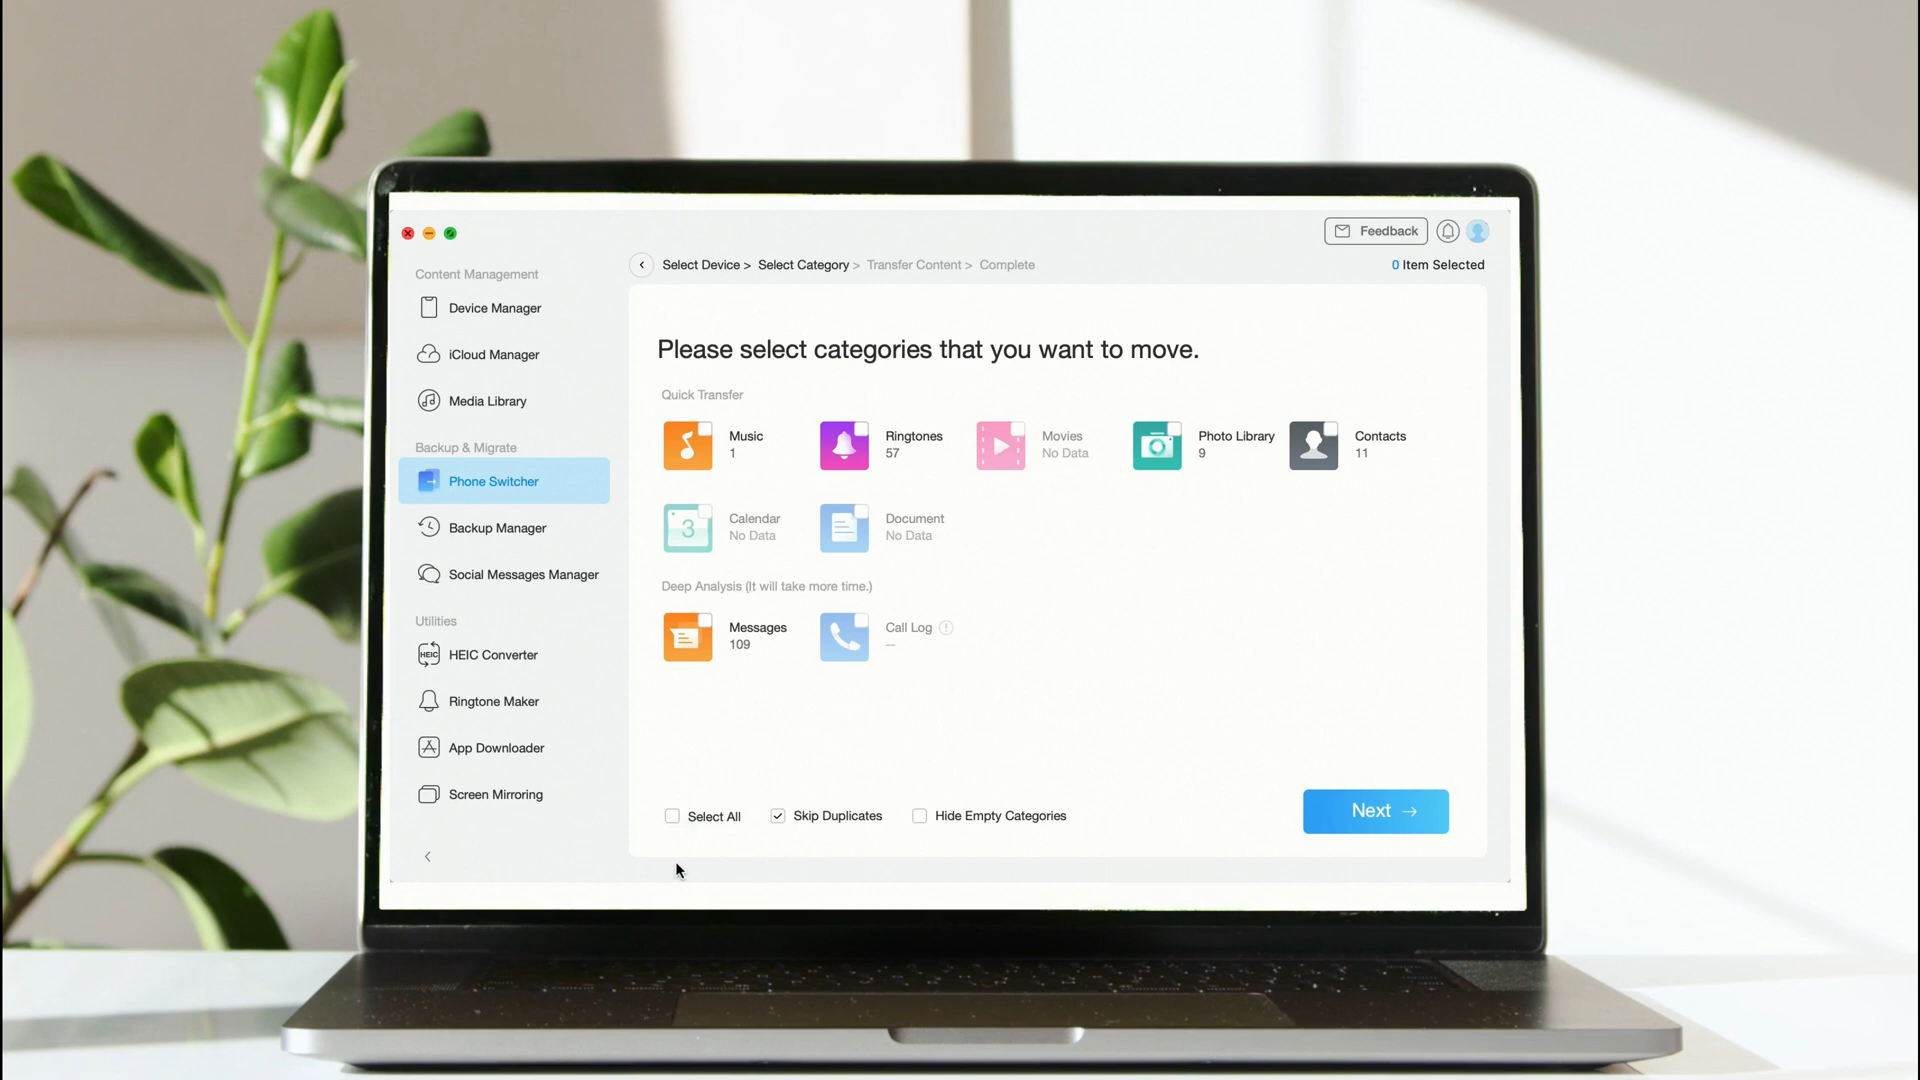 Feedback
Select Device > Select Category > Transfer Content > Complete
0 Item Selected
Content Management
Device Manager
iCloud Manager
Media Library
Backup & Migrate
Phone Switcher
Backup Manager
Social Messages Manager
Utilities
HEIC HEIC Converter
Ringtone Maker
App Downloader
Screen Mirroring
Please select categories that you want to move.
Quick Transfer
Music
1
Ringtones
57
Movies
No Data
Photo Library
9
Contacts
11
3
Calendar
No Data
Document
No Data
Deep Analysis (It will take more time.)
Messages
109
Call Log
--
Select All
Skip Duplicates
Hide Empty Categories
Next →